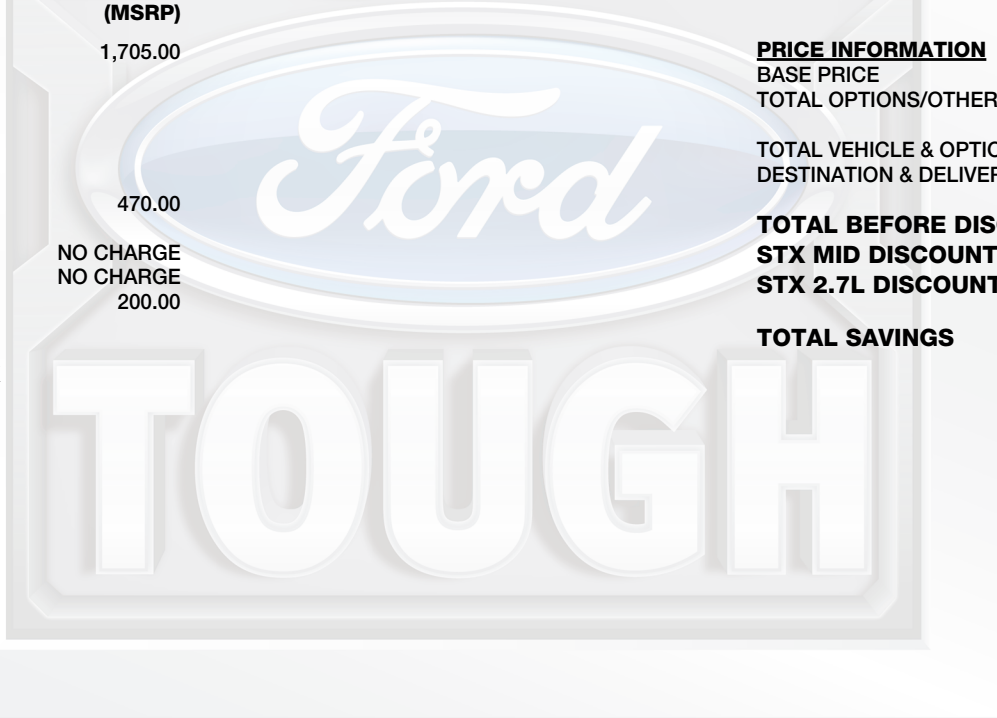 (MSRP)
1,705.00
470.00
NO CHARGE
NO CHARGE
200.00
PRICE INFORMATION
BASE PRICE
TOTAL OPTIONS/OTHER
TOTAL VEHICLE & OPTIO
DESTINATION & DELIVER
TOTAL BEFORE DIS
STX MID DISCOUNT
STX 2.7L DISCOUNT
TOTAL SAVINGS
Ford
TOUGH